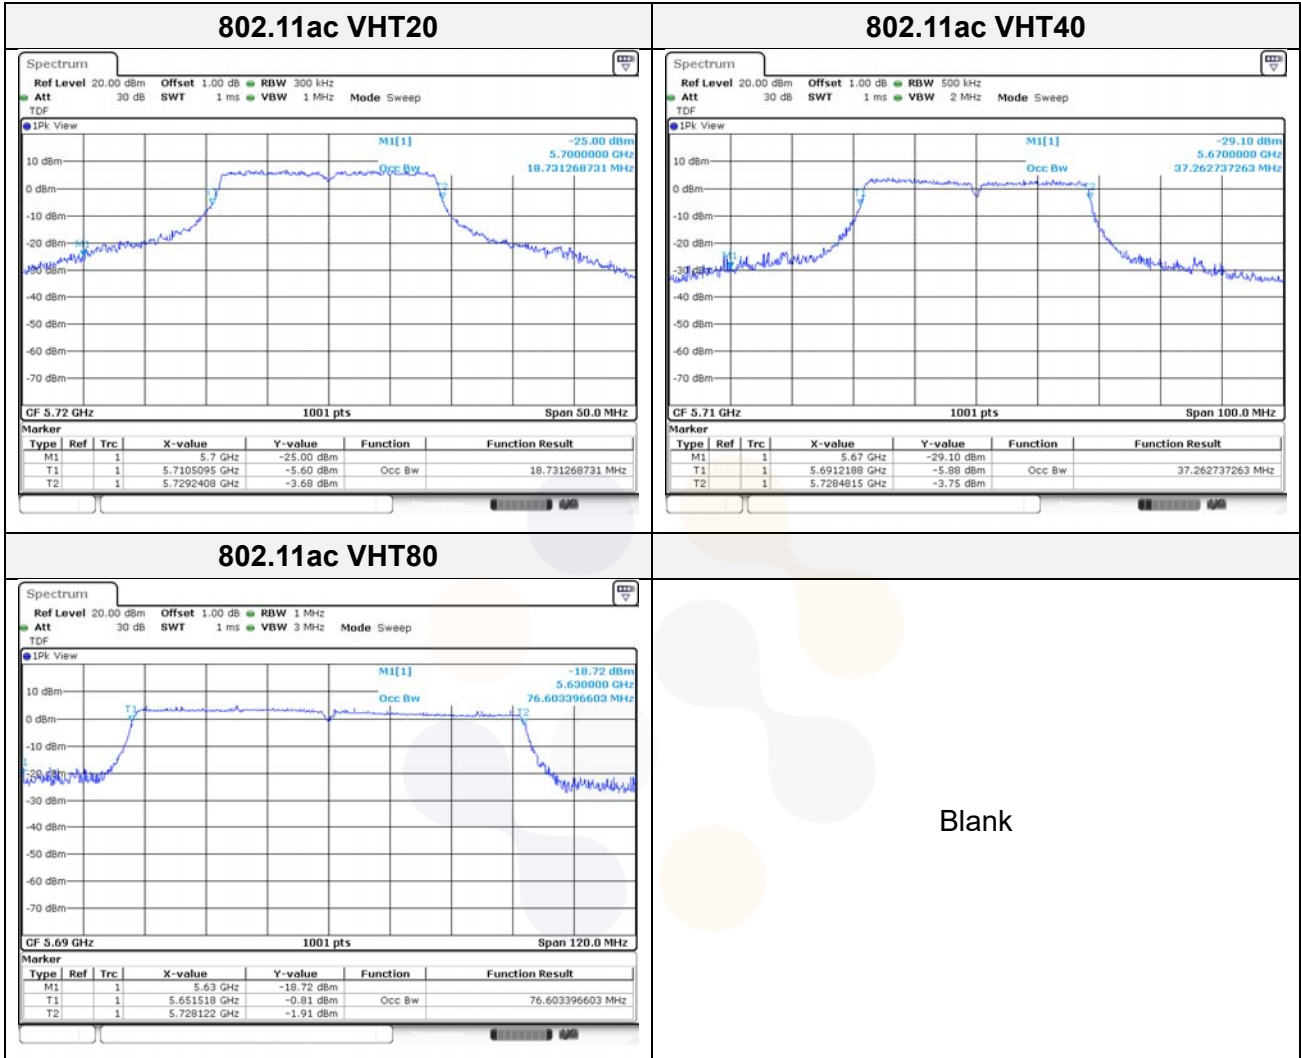 802.11ac VHT20
802.11ac VHT40
Spectrum
Ref Level 20.00 dBm Offset 1.00 dB RBW 300 kHz
Att 30 dB SWT 1 ms VBW 1 MHz Mode Sweep
TDF
1Pk View
M1[1] -25.00 dBm
5.7000000 GHz
Occ Bw 18.731268731 MHz
10 dBm
0 dBm
-10 dBm
-20 dBm
-30 dBm
-40 dBm
-50 dBm
-60 dBm
-70 dBm
M1
T2
CF 5.72 GHz 1001 pts Span 50.0 MHz
Marker
Type Ref Trc X-value Y-value Function Function Result
M1 1 5.7 GHz -25.00 dBm
T1 1 5.7105095 GHz -5.60 dBm Occ Bw 18.731268731 MHz
T2 1 5.7292408 GHz -3.68 dBm
Spectrum
Ref Level 20.00 dBm Offset 1.00 dB RBW 500 kHz
Att 30 dB SWT 1 ms VBW 2 MHz Mode Sweep
TDF
1Pk View
M1[1] -29.10 dBm
5.6700000 GHz
Occ Bw 37.262737263 MHz
10 dBm
0 dBm
-10 dBm
-20 dBm
-30 dBm
-40 dBm
-50 dBm
-60 dBm
-70 dBm
M1
T2
CF 5.71 GHz 1001 pts Span 100.0 MHz
Marker
Type Ref Trc X-value Y-value Function Function Result
M1 1 5.67 GHz -29.10 dBm
T1 1 5.6912188 GHz -5.88 dBm Occ Bw 37.262737263 MHz
T2 1 5.7284815 GHz -3.75 dBm
802.11ac VHT80
Spectrum
Ref Level 20.00 dBm Offset 1.00 dB RBW 1 MHz
Att 30 dB SWT 1 ms VBW 3 MHz Mode Sweep
TDF
1Pk View
M1[1] -18.72 dBm
5.630000 GHz
Occ Bw 76.603396603 MHz
10 dBm
T1
T2
0 dBm
-10 dBm
-20 dBm
-30 dBm
-40 dBm
-50 dBm
-60 dBm
-70 dBm
CF 5.69 GHz 1001 pts Span 120.0 MHz
Marker
Type Ref Trc X-value Y-value Function Function Result
M1 1 5.63 GHz -18.72 dBm
T1 1 5.651518 GHz -0.81 dBm Occ Bw 76.603396603 MHz
T2 1 5.728122 GHz -1.91 dBm
Blank